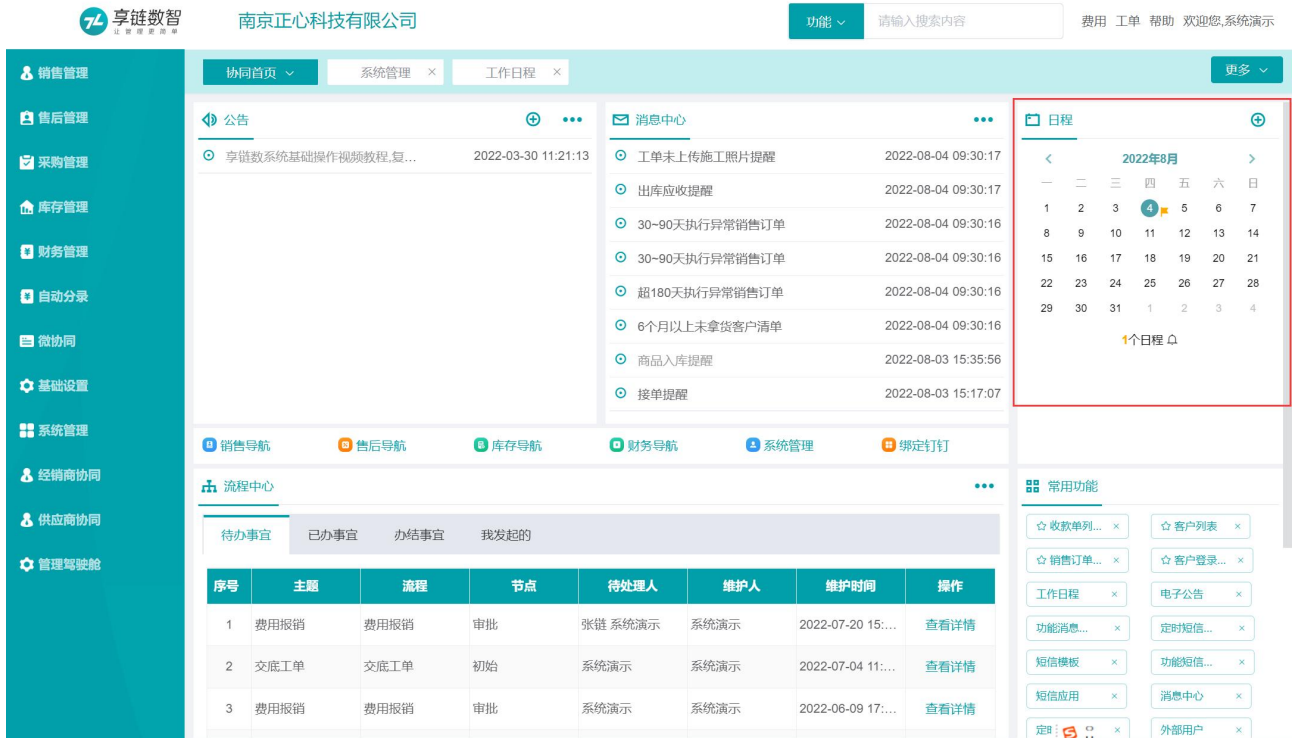 享链数智
让管理更简单
南京正心科技有限公司
功能
请输入搜索内容
费用 工单 帮助 欢迎您,系统演示
销售管理
售后管理
采购管理
库存管理
财务管理
自动分录
微协同
基础设置
系统管理
经销商协同
供应商协同
管理驾驶舱
协同首页 系统管理 × 工作日程 ×
更多
公告
享链数系统基础操作视频教程,复... 2022-03-30 11:21:13
消息中心
工单未上传施工照片提醒 2022-08-04 09:30:17
出库应收提醒 2022-08-04 09:30:17
30~90天执行异常销售订单 2022-08-04 09:30:16
30~90天执行异常销售订单 2022-08-04 09:30:16
超180天执行异常销售订单 2022-08-04 09:30:16
6个月以上未拿货客户清单 2022-08-04 09:30:16
商品入库提醒 2022-08-03 15:35:56
接单提醒 2022-08-03 15:17:07
日程
< 2022年8月 >
一 二 三 四 五 六 日
1 2 3 4 5 6 7
8 9 10 11 12 13 14
15 16 17 18 19 20 21
22 23 24 25 26 27 28
29 30 31 1 2 3 4
1个日程
销售导航 售后导航 库存导航 财务导航 系统管理 绑定钉钉
流程中心
待办事宜 已办事宜 办结事宜 我发起的
序号 主题 流程 节点 待处理人 维护人 维护时间 操作
1 费用报销 费用报销 审批 张链 系统演示 系统演示 2022-07-20 15:... 查看详情
2 交底工单 交底工单 初始 系统演示 系统演示 2022-07-04 11:... 查看详情
3 费用报销 费用报销 审批 系统演示 系统演示 2022-06-09 17:... 查看详情
常用功能
收款单列... × 客户列表 ×
销售订单... × 客户登录... ×
工作日程 × 电子公告 ×
功能消息... × 定时短信... ×
短信模板 × 功能短信... ×
短信应用 × 消息中心 ×
× 外部用户 ×